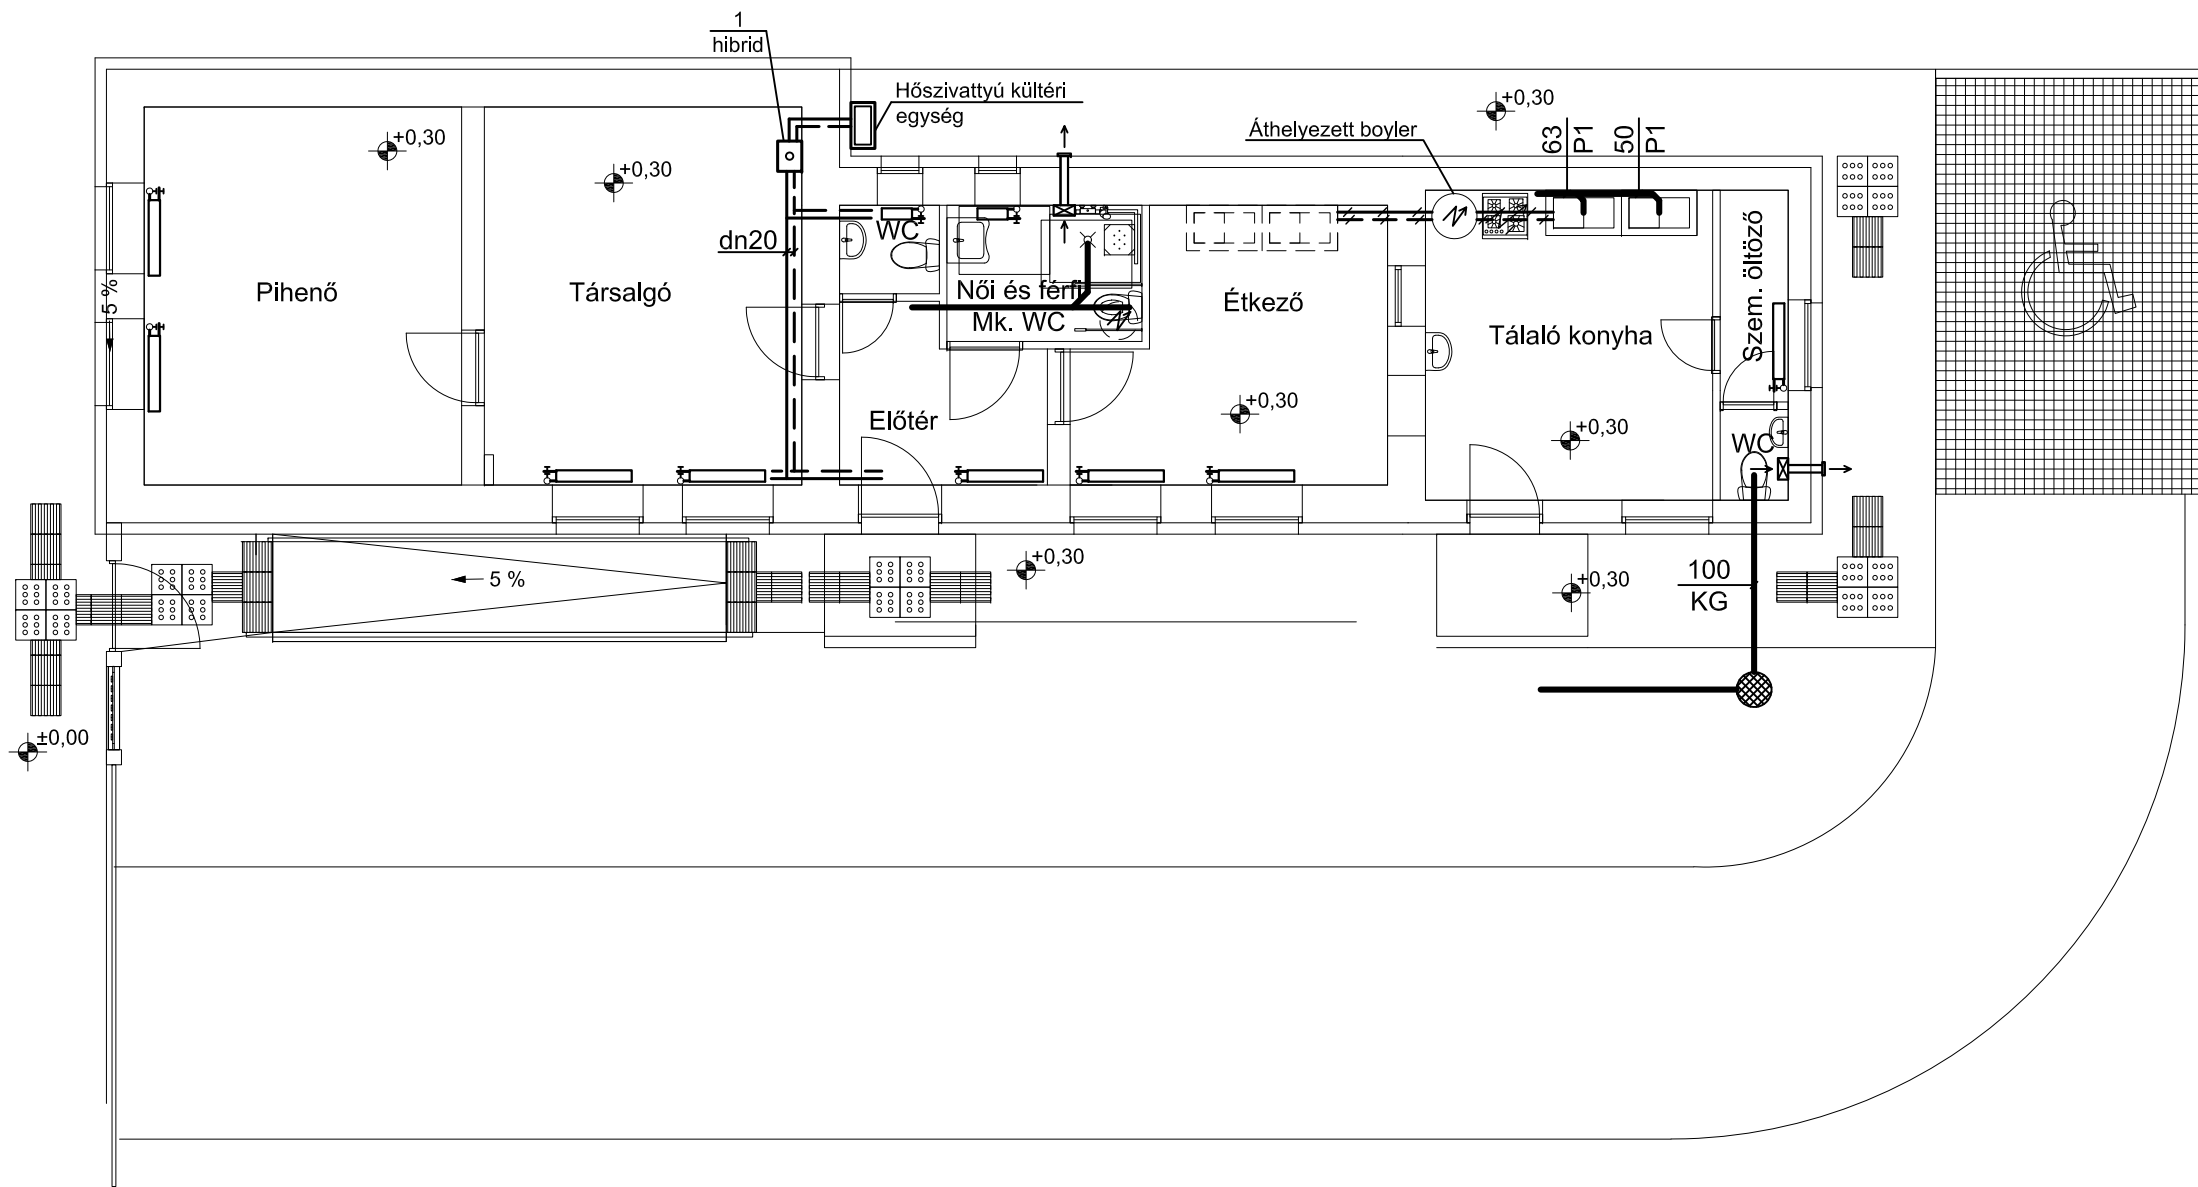 1
hibrid
Hőszivattyú kültéri
egység
+0,30
+0,30
+0,30
Áthelyezett boyler
63
P1
50
P1
dn20
WC
5 %
Pihenő
Társalgó
Női és férfi
Mk. WC
Étkező
Tálaló konyha
Szem. öltöző
Előtér
+0,30
+0,30
WC
5 %
+0,30
+0,30
100
KG
±0,00